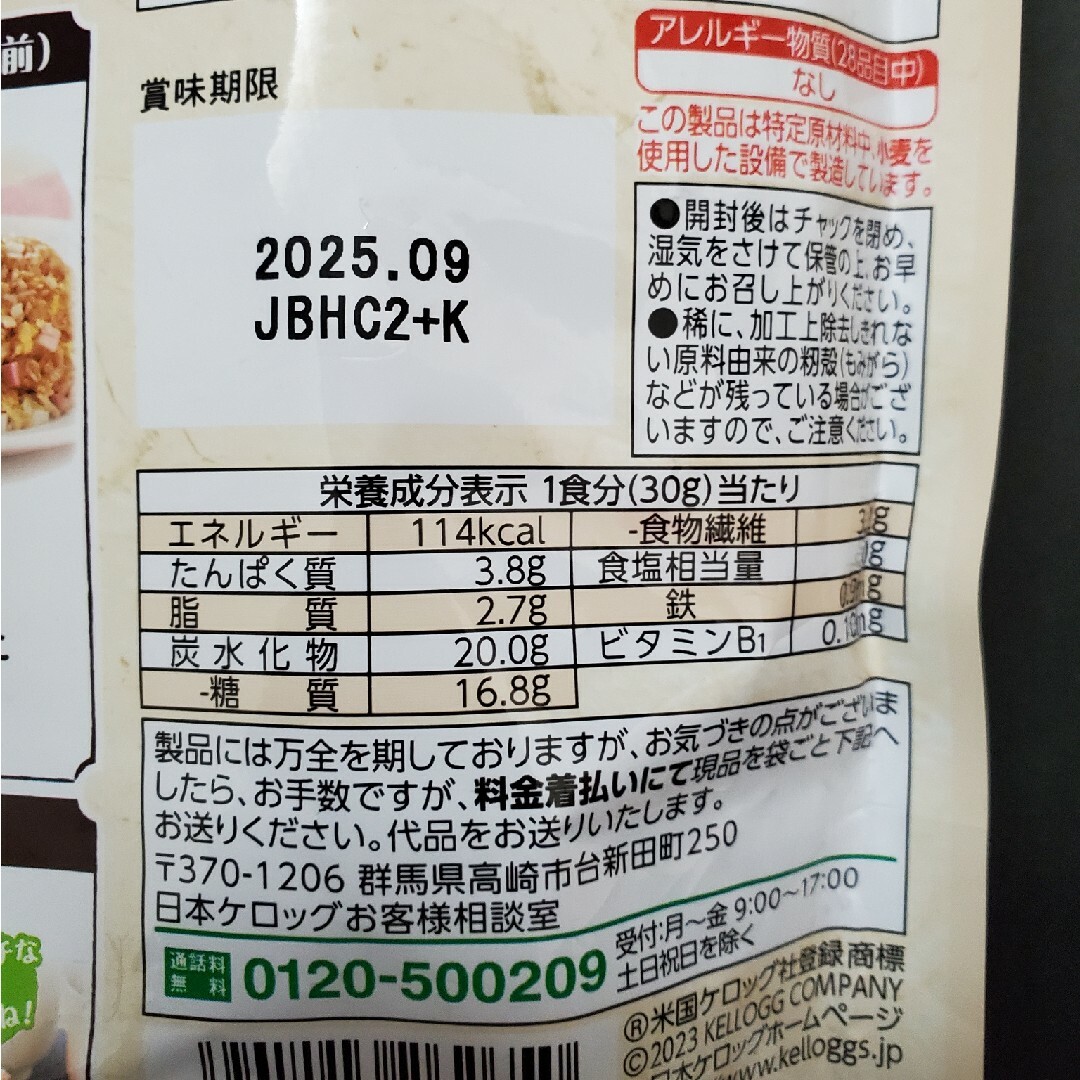 前)
賞味期限
2025.09
JBHC2+K
アレルギー物質(28品目中)
なし
この製品は特定原材料中、小麦を
使用した設備で製造しています。
●開封後はチャックを閉め、
湿気をさけて保管の上、お早
めにお召し上がりください。
●稀に、加工上除去しきれな
い原料由来の籾殻(もみがら)
などが残っている場合がござ
いますので、ご注意ください。
栄養成分表示 1食分(30g)当たり
エネルギー 114kcal
たんぱく質 3.8g
脂質 2.7g
炭水化物 20.0g
-糖質 16.8g
-食物繊維
食塩相当量
鉄
ビタミンB1
製品には万全を期しておりますが、お気づきの点がございま
したら、お手数ですが、料金着払いにて現品を袋ごと下記へ
お送りください。代品をお送りいたします。
〒370-1206 群馬県高崎市台新田町250
日本ケロッグお客様相談室
通話料
無料
0120-500209
受付:月〜金 9:00〜17:00
土日祝日を除く
®米国ケロッグ社登録商標
©2023 KELLOGG COMPANY
日本ケロッグホームページ
www.kelloggs.jp